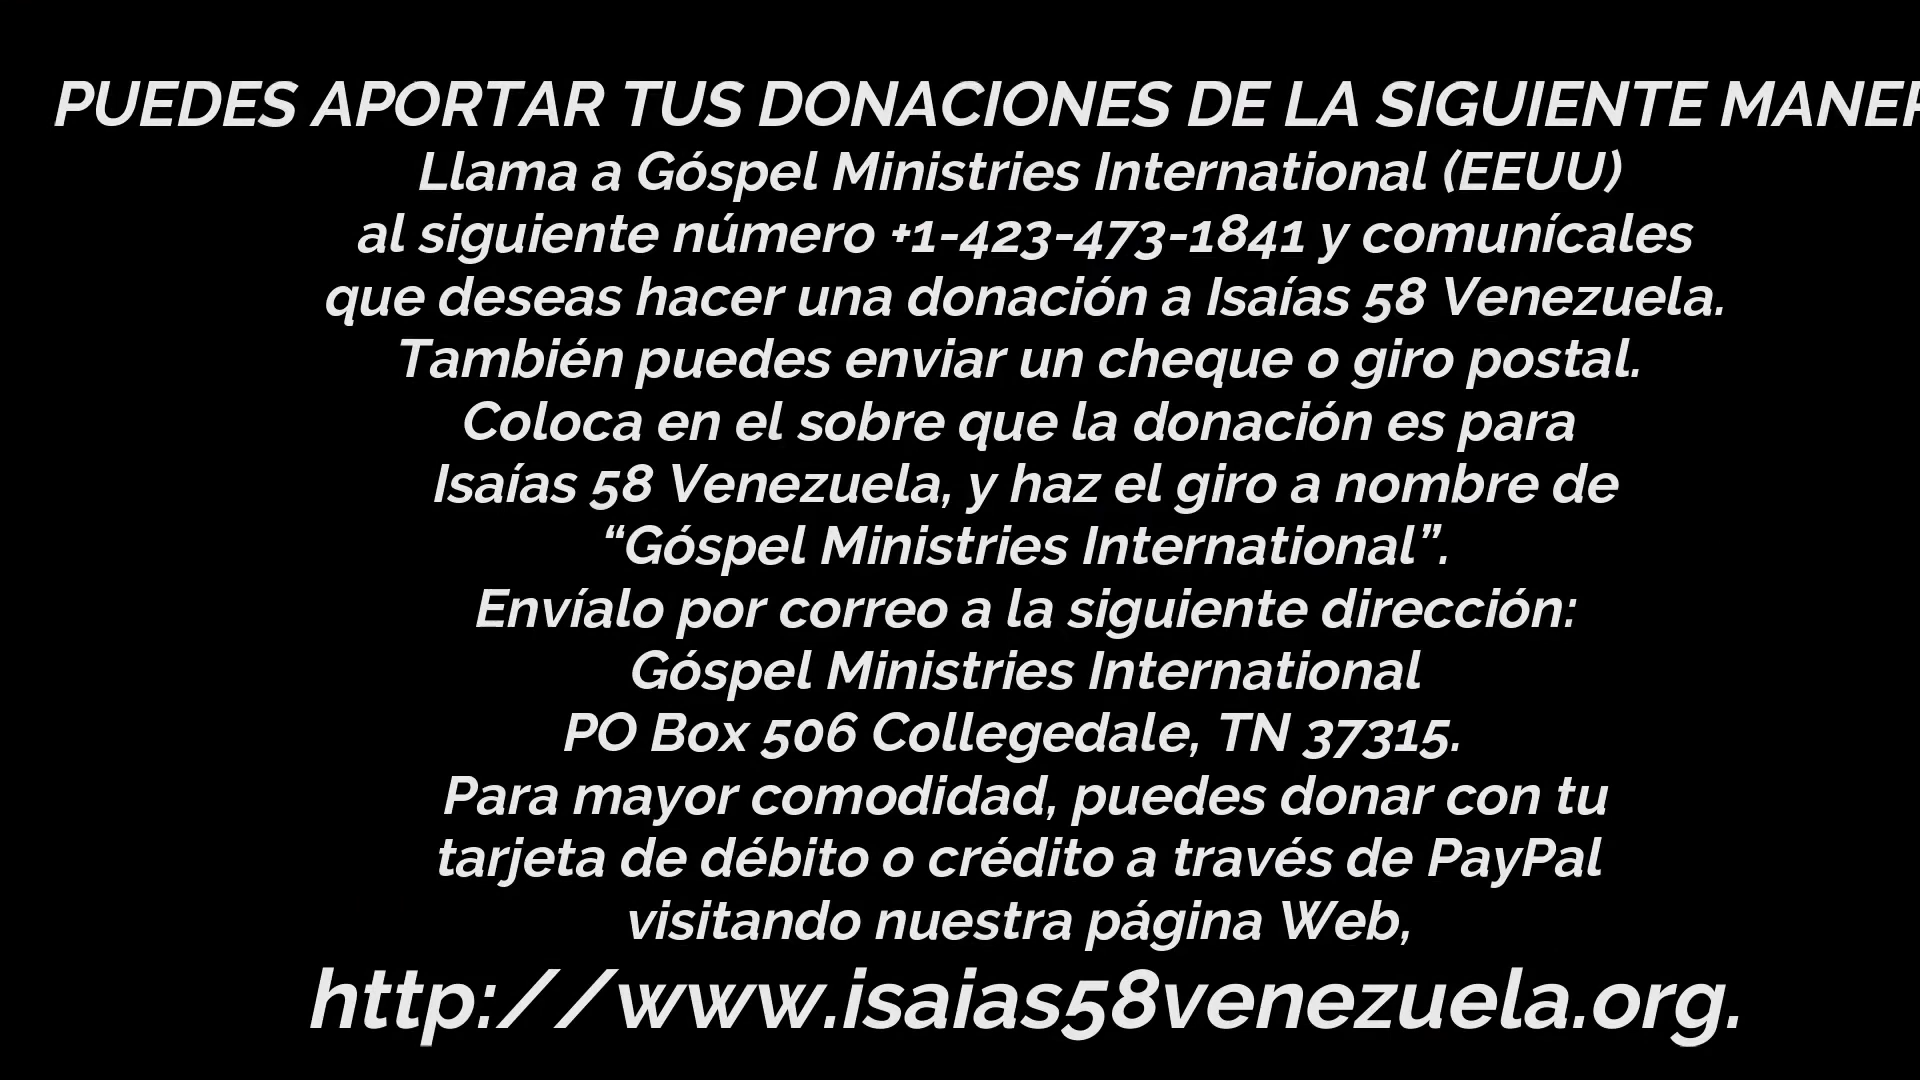 PUEDES APORTAR TUS DONACIONES DE LA SIGUIENTE MANER
Llama a Góspel Ministries International (EEUU)
al siguiente número +1-423-473-1841 y comunícales
que deseas hacer una donación a Isaías 58 Venezuela.
También puedes enviar un cheque o giro postal.
Coloca en el sobre que la donación es para
Isaías 58 Venezuela, y haz el giro a nombre de
“Góspel Ministries International”.
Envíalo por correo a la siguiente dirección:
Góspel Ministries International
PO Box 506 Collegedale, TN 37315.
Para mayor comodidad, puedes donar con tu
tarjeta de débito o crédito a través de PayPal
visitando nuestra página Web,
http://www.isaias58venezuela.org.